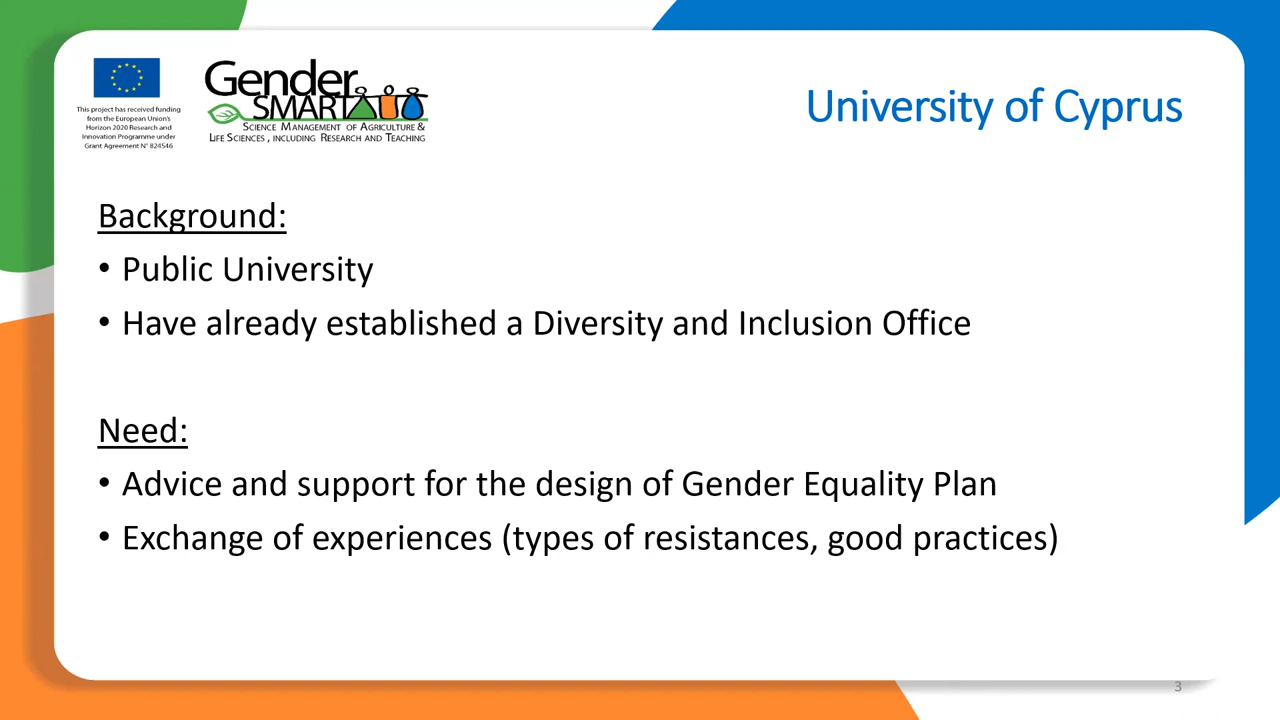 This project has received funding
from the European Union's
Horizon 2020 Research and
Innovation Programme under
Grant Agreement N° 824546
Gender
SMART
SCIENCE MANAGEMENT OF AGRICULTURE &
LIFE SCIENCES , INCLUDING RESEARCH AND TEACHING
University of Cyprus
Background:
• Public University
• Have already established a Diversity and Inclusion Office
Need:
• Advice and support for the design of Gender Equality Plan
• Exchange of experiences (types of resistances, good practices)
3